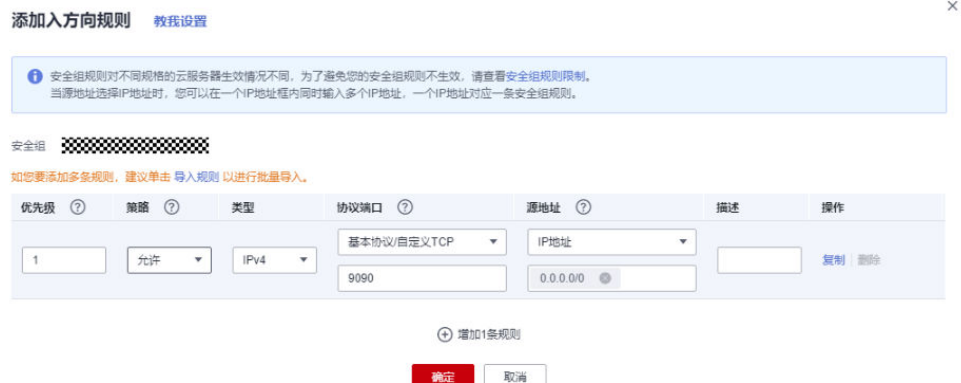 添加入方向规则 教我设置
×
安全组规则对不同规格的云服务器生效情况不同，为了避免您的安全组规则不生效，请查看安全组规则限制。
当源地址选择IP地址时，您可以在一个IP地址框内同时输入多个IP地址，一个IP地址对应一条安全组规则。
安全组
如您要添加多条规则，建议单击 导入规则 以进行批量导入。
优先级 ? 策略 ? 类型 协议端口 ? 源地址 ? 描述 操作
1 允许 IPv4 基本协议/自定义TCP IP地址 复制 删除
9090 0.0.0.0/0
增加1条规则
确定 取消